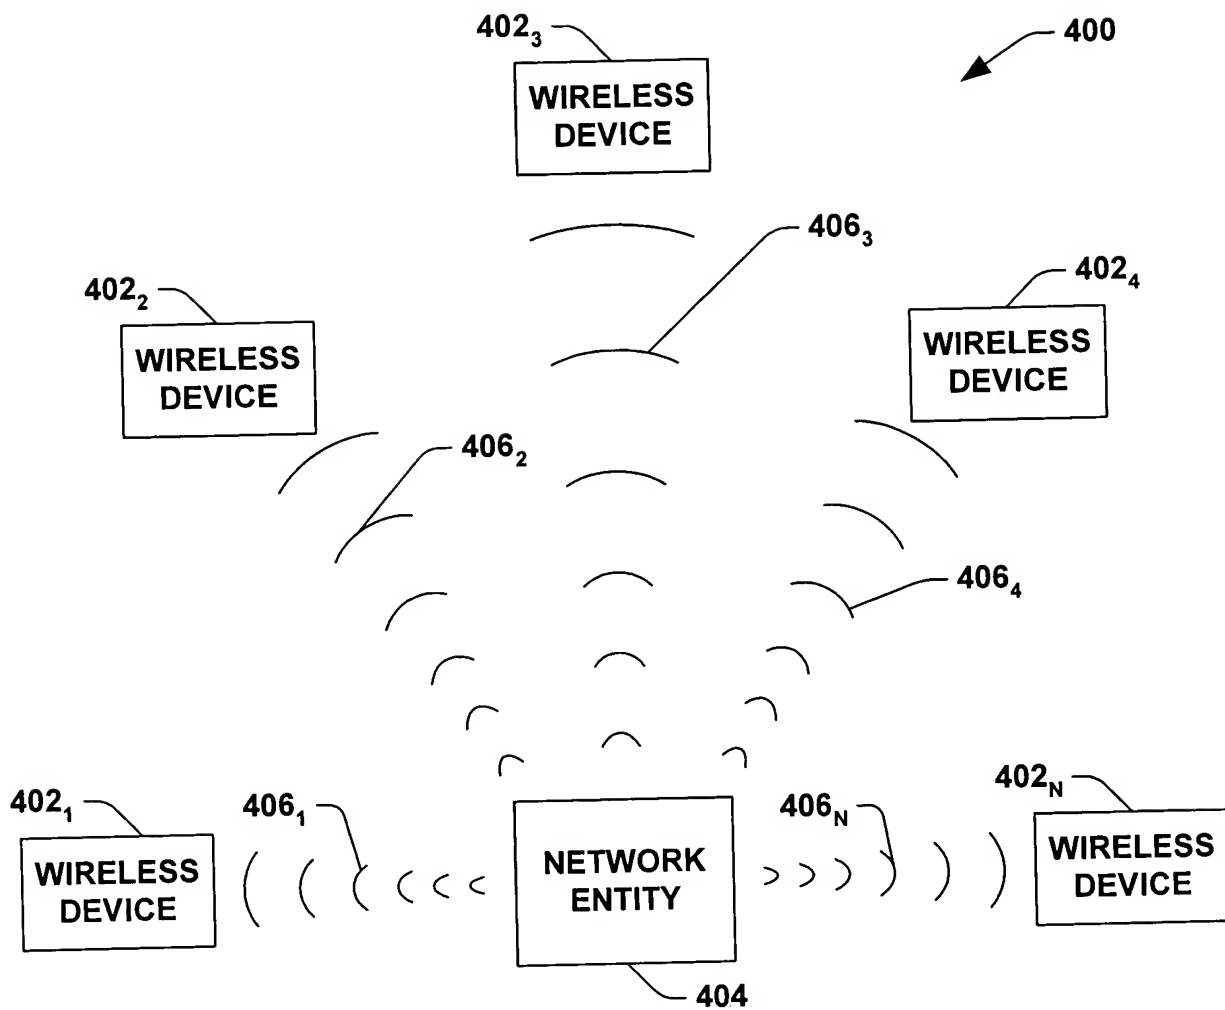 402₃
400
WIRELESS
DEVICE
406₃
402₂
402₄
WIRELESS
DEVICE
WIRELESS
DEVICE
406₂
406₄
402₁
406₁
406N
402N
WIRELESS
DEVICE
NETWORK
ENTITY
WIRELESS
DEVICE
404